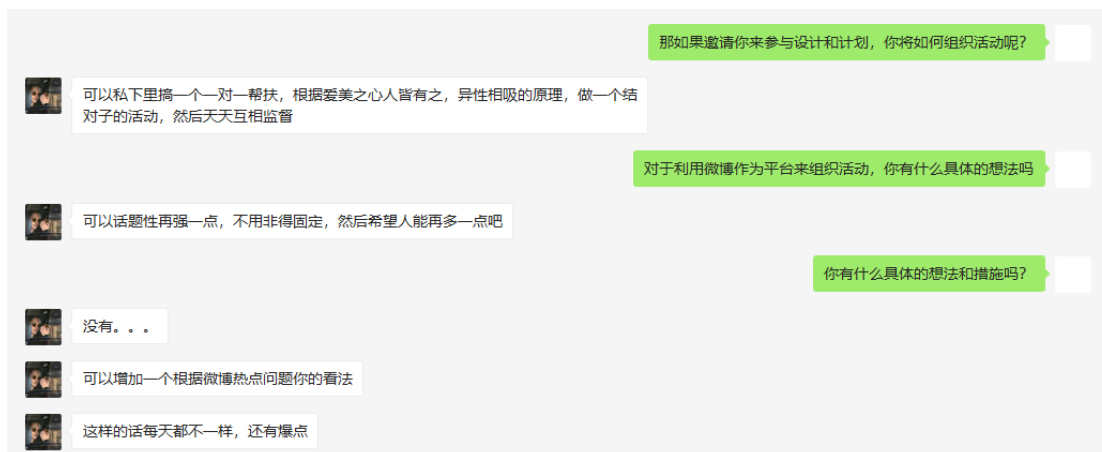 那如果邀请你来参与设计和计划，你将如何组织活动呢？
可以私下里搞一个一对一帮扶，根据爱美之心人皆有之，异性相吸的原理，做一个结
对子的活动，然后天天互相监督
对于利用微博作为平台来组织活动，你有什么具体的想法吗
可以话题性再强一点，不用非得固定，然后希望人能再多一点吧
你有什么具体的想法和措施吗？
没有。。。
可以增加一个根据微博热点问题你的看法
这样的话每天都不一样，还有爆点